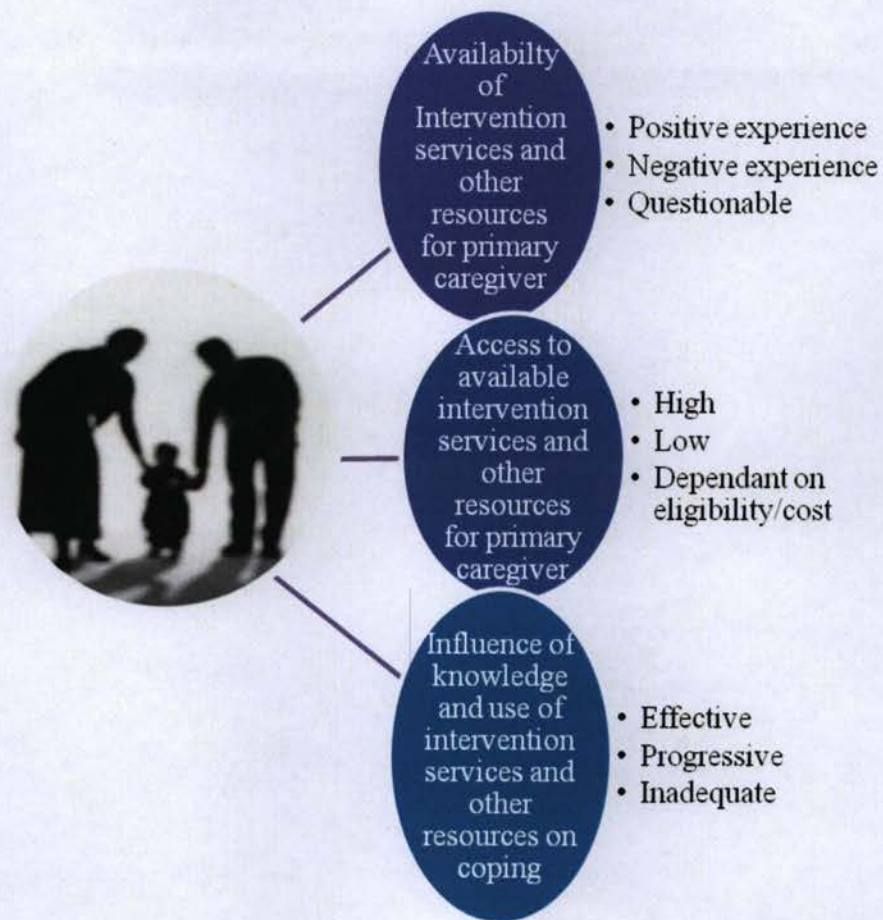 Availabilty
of
Intervention
services and
other
resources
for primary
caregiver
• Positive experience
• Negative experience
• Questionable
Access to
available
intervention
services and
other
resources
for primary
caregiver
• High
• Low
• Dependant on
eligibility/cost
Influence of
knowledge
and use of
intervention
services and
other
resources on
coping
• Effective
• Progressive
• Inadequate